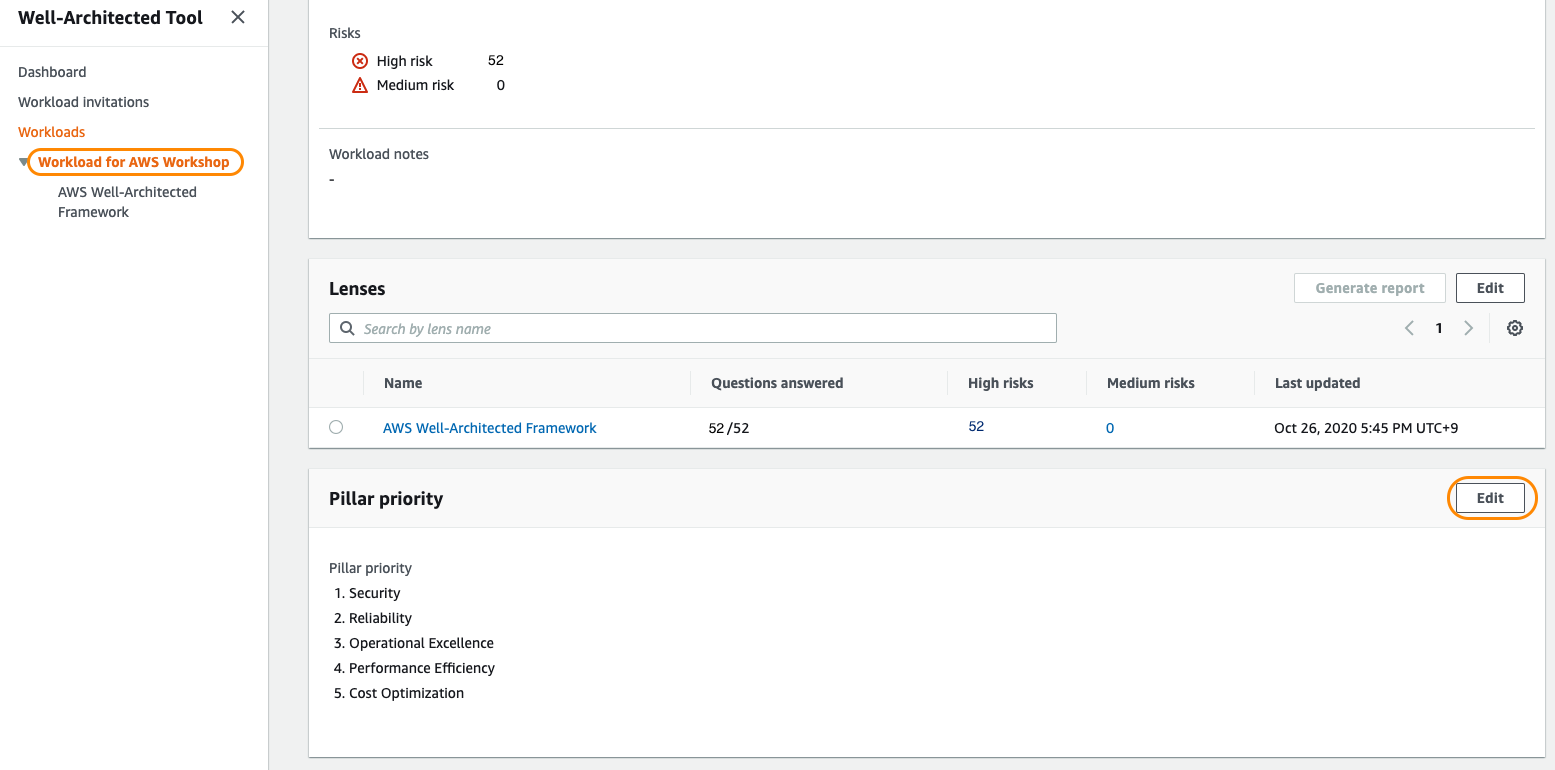 Well-Architected Tool
Dashboard
Workload invitations
Workloads
Workload for AWS Workshop
AWS Well-Architected
Framework
Risks
High risk 52
Medium risk 0
Workload notes
-
Lenses
Generate report
Edit
Search by lens name
1
Name Questions answered High risks Medium risks Last updated
AWS Well-Architected Framework 52/52 52 0 Oct 26, 2020 5:45 PM UTC+9
Pillar priority
Edit
Pillar priority
1. Security
2. Reliability
3. Operational Excellence
4. Performance Efficiency
5. Cost Optimization